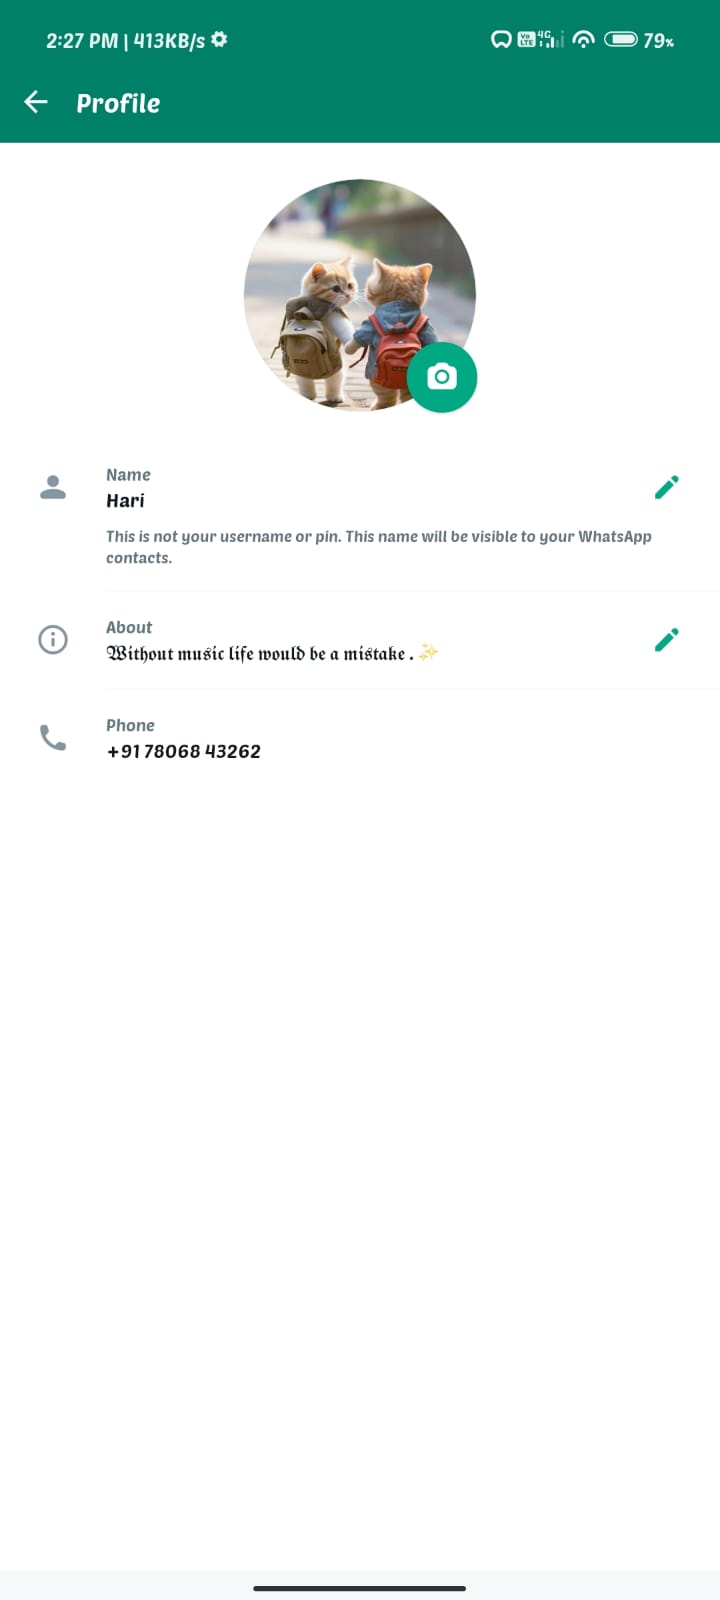 2:27 PM | 413KB/s
Vo LTE 4G 79%
Profile
Name
Hari
This is not your username or pin. This name will be visible to your WhatsApp
contacts.
About
𝔚𝔦𝔱𝔥𝔬𝔲𝔱 𝔪𝔲𝔰𝔦𝔠 𝔩𝔦𝔣𝔢 𝔴𝔬𝔲𝔩𝔡 𝔟𝔢 𝔞 𝔪𝔦𝔰𝔱𝔞𝔨𝔢 . ✨
Phone
+91 78068 43262